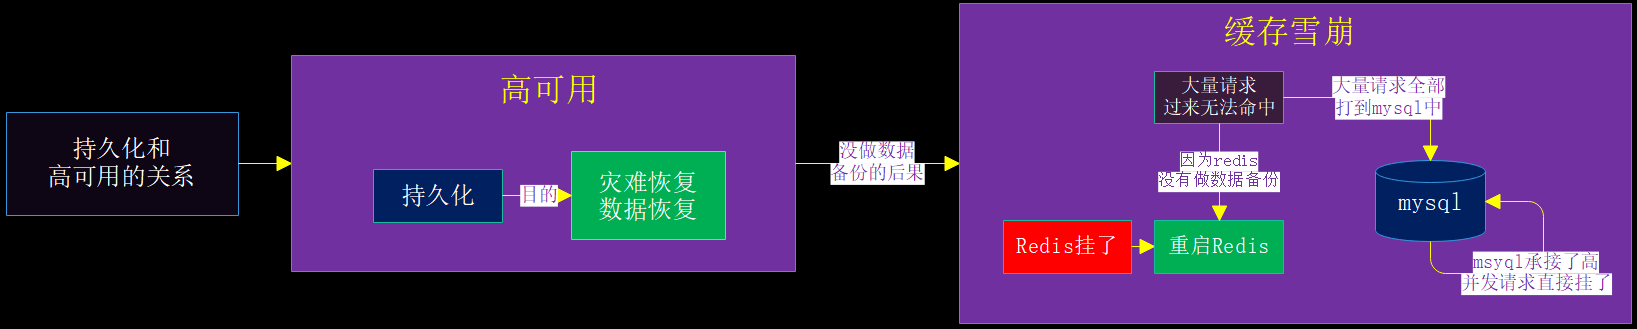 持久化和
高可用的关系
高可用
持久化
目的
灾难恢复
数据恢复
没做数据
备份的后果
缓存雪崩
大量请求
过来无法命中
大量请求全部
打到mysql中
因为redis
没有做数据备份
Redis挂了
重启Redis
mysql
msyql承接了高
并发请求直接挂了